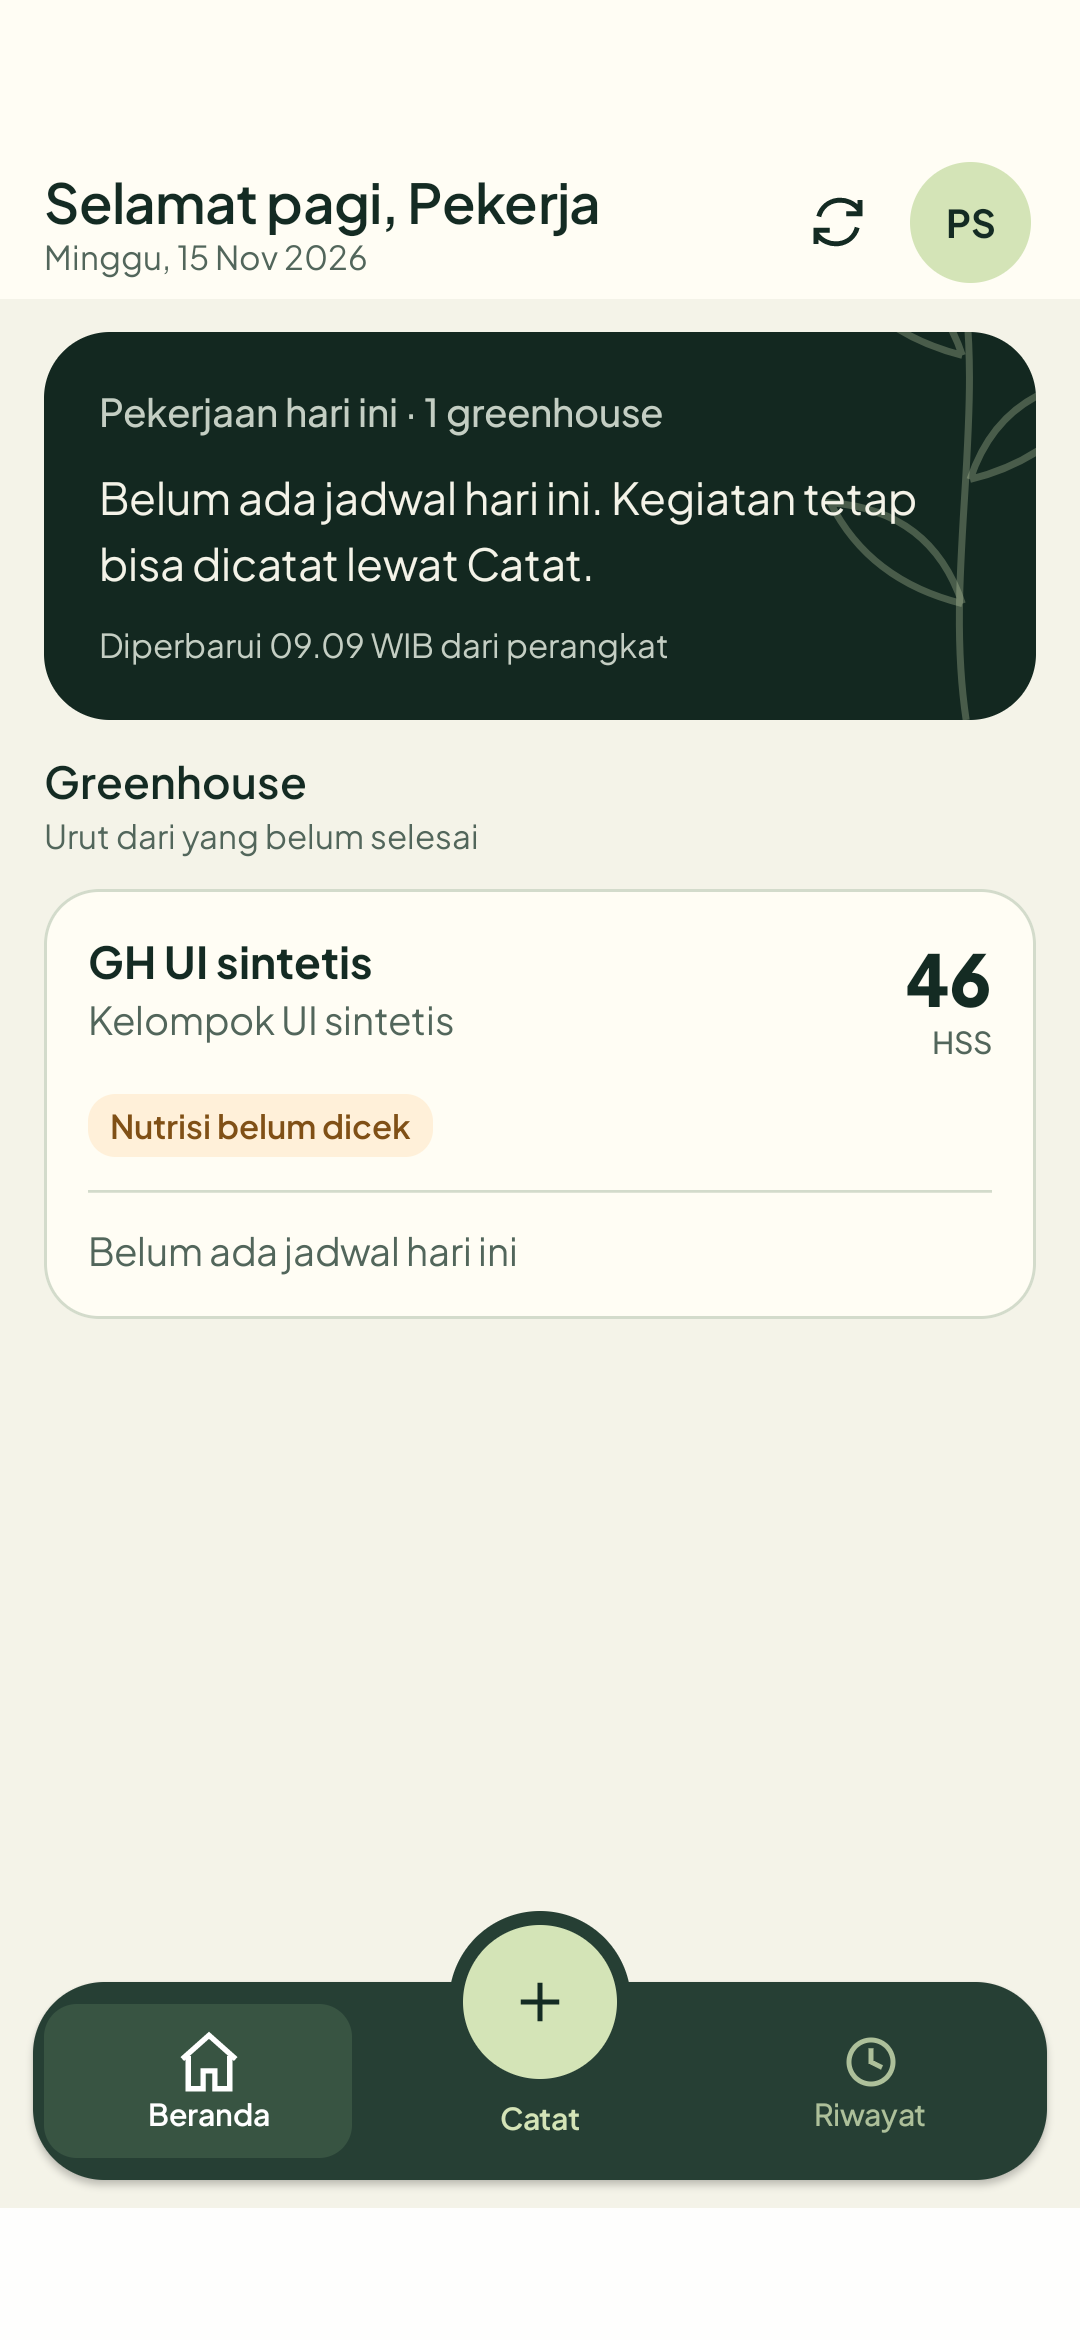 Selamat pagi, Pekerja
Minggu, 15 Nov 2026
PS
Pekerjaan hari ini · 1 greenhouse
Belum ada jadwal hari ini. Kegiatan tetap
bisa dicatat lewat Catat.
Diperbarui 09.09 WIB dari perangkat
Greenhouse
Urut dari yang belum selesai
GH UI sintetis
46
Kelompok UI sintetis
HSS
Nutrisi belum dicek
Belum ada jadwal hari ini
Beranda
Catat
Riwayat